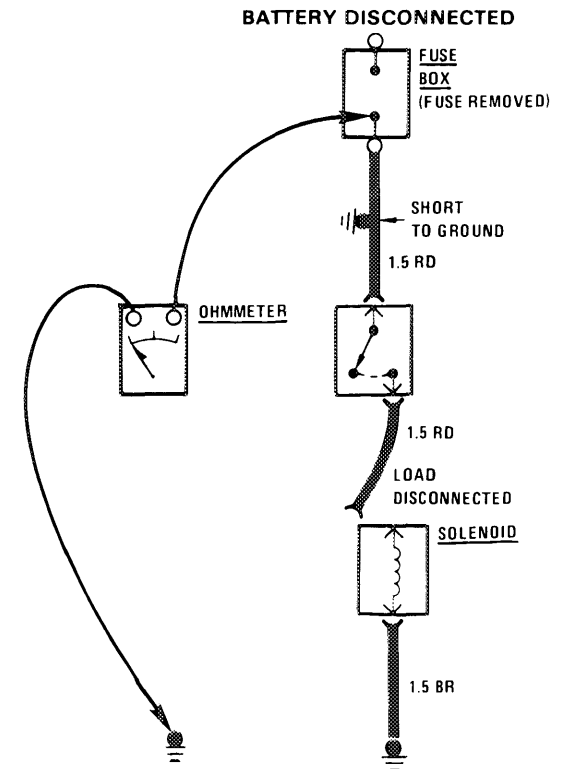 BATTERY DISCONNECTED
FUSE
BOX
(FUSE REMOVED)
SHORT
TO GROUND
1.5 RD
OHMMETER
1.5 RD
LOAD
DISCONNECTED
SOLENOID
1.5 BR